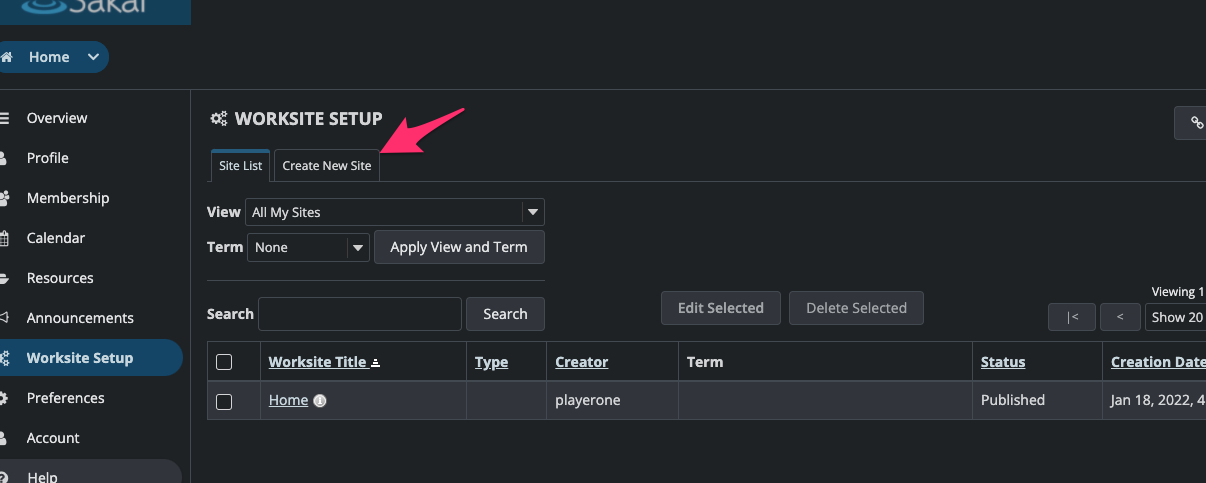 Sakai
Home
Overview
Profile
Membership
Calendar
Resources
Announcements
Worksite Setup
Preferences
Account
Help
WORKSITE SETUP
Site List Create New Site
View All My Sites
Term None Apply View and Term
Search Search Edit Selected Delete Selected
Viewing 1
|< < Show 20
Worksite Title Type Creator Term Status Creation Date
Home playerone Published Jan 18, 2022, 4